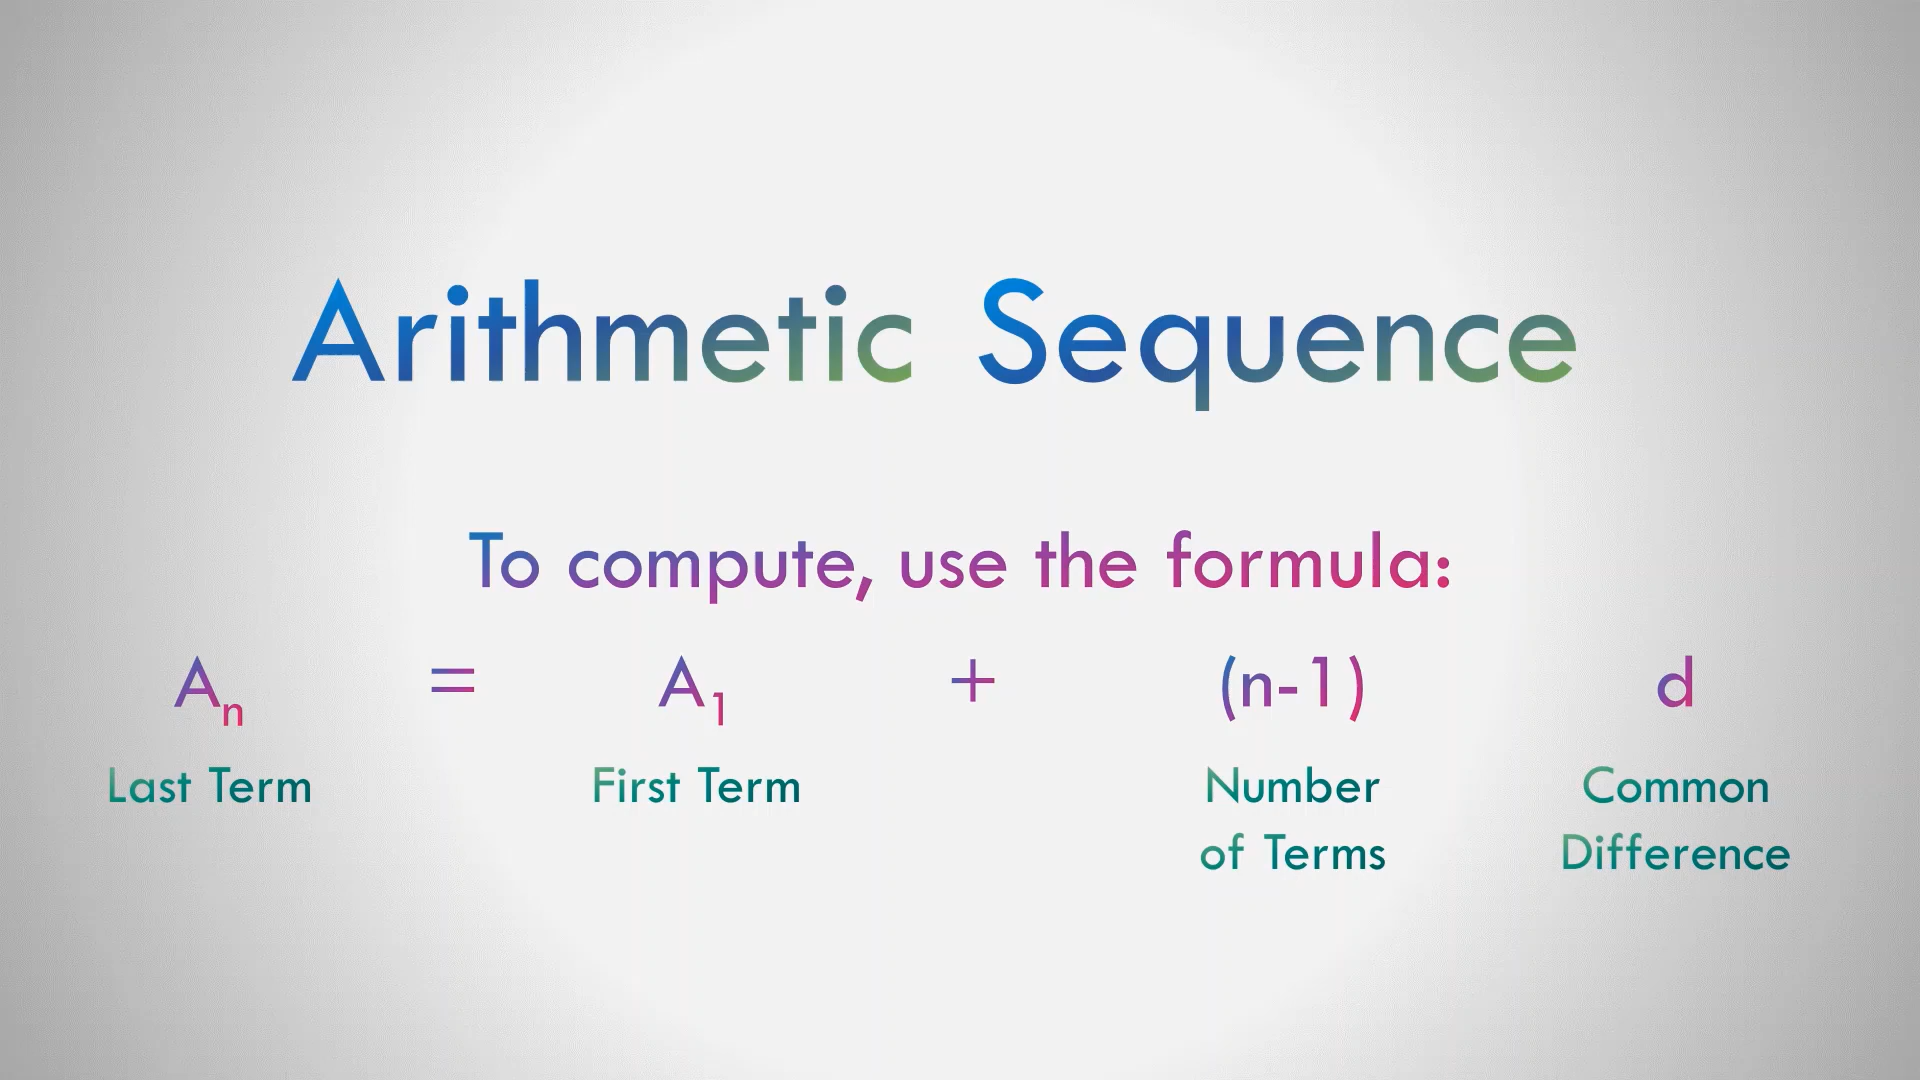 Arithmetic Sequence
To compute, use the formula:
Aₙ = A₁ + (n-1) d
Last Term First Term Number of Terms Common Difference